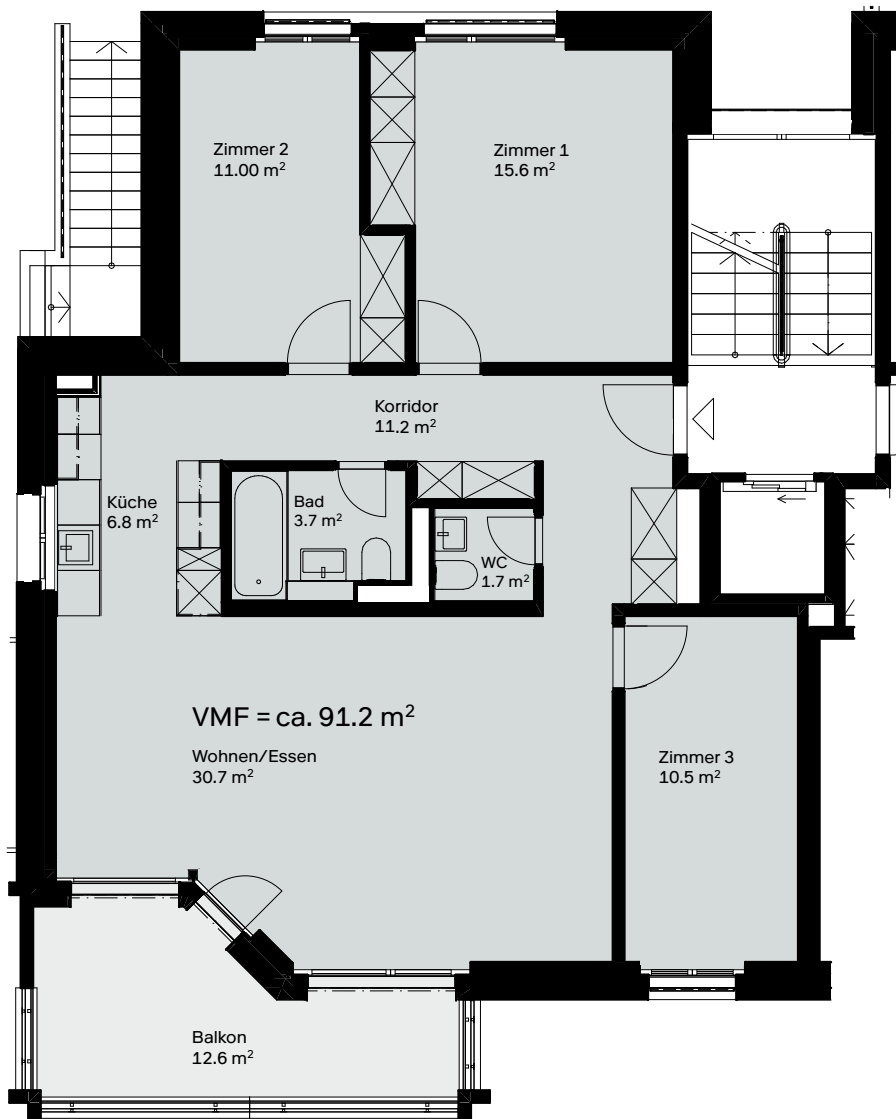 Zimmer 2
11.00 m²
Zimmer 1
15.6 m²
Korridor
11.2 m²
Küche
6.8 m²
Bad
3.7 m²
WC
1.7 m²
VMF = ca. 91.2 m²
Wohnen/Essen
30.7 m²
Zimmer 3
10.5 m²
Balkon
12.6 m²